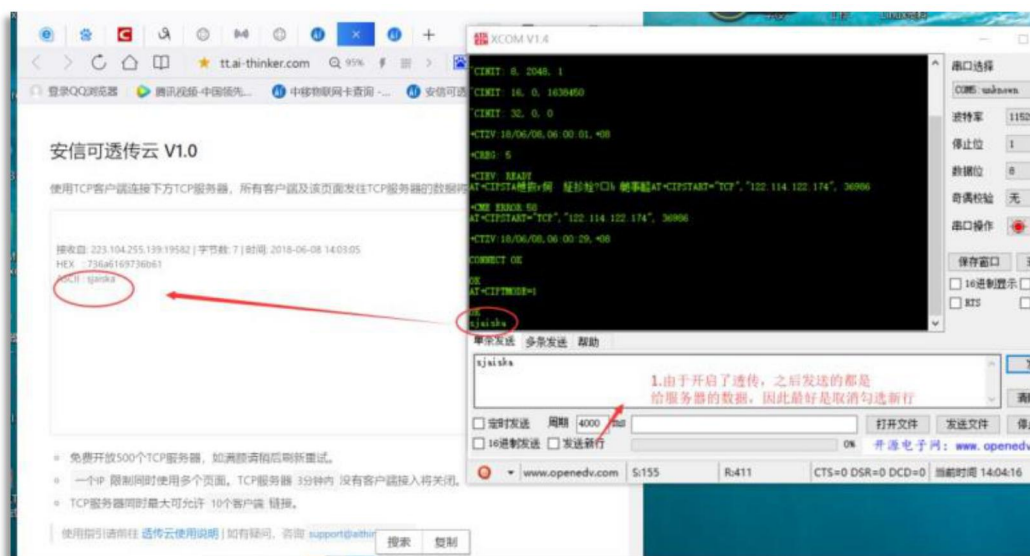 XCOM V1.4
tt.ai-thinker.com
95%
登录QQ浏览器
腾讯视频-中国领先...
中移物联网卡查询 -...
安信可透
安信可透传云 V1.0
使用TCP客户端连接下方TCP服务器，所有客户端及该页面发往TCP服务器的数据将
接收自: 223.104.255.139:19582 | 字节数: 7 | 时间: 2018-06-08 14:03:05
HEX : 736a6169736b61
ASCII : sjaiska
免费开放500个TCP服务器，如满额请稍后刷新重试。
一个IP 限制同时使用多个页面。TCP服务器 3分钟内 没有客户端接入将关闭。
TCP服务器同时最大可允许 10个客户端 链接。
使用指引请前往 透传云使用说明 | 如有疑问，咨询 support@aithin
搜索 复制
^CINIT: 8, 2048, 1
^CINIT: 16, 0, 1638450
^CINIT: 32, 0, 0
+CTZV:18/06/08,06:00:01,+08
+CREG: 5
+CIEV: READY
AT+CIPSTART="TCP","122.114.122.174", 36986
+CME ERROR:58
AT+CIPSTART="TCP","122.114.122.174", 36986
+CTZV:18/06/08,06:00:29,+08
CONNECT OK
OK
AT+CIPTMODE=1
OK
sjaiska
串口选择
波特率 1152
停止位 1
数据位 8
奇偶校验 无
串口操作
保存窗口
16进制显示
RTS
单条发送 多条发送 帮助
sjaiska
1.由于开启了透传，之后发送的都是
给服务器的数据，因此最好是取消勾选新行
定时发送 周期 4000 ms 打开文件 发送文件
16进制发送 发送新行 0% 开源电子网：www.openedv
www.openedv.com S:155 R:411 CTS=0 DSR=0 DCD=0 当前时间 14:04:16